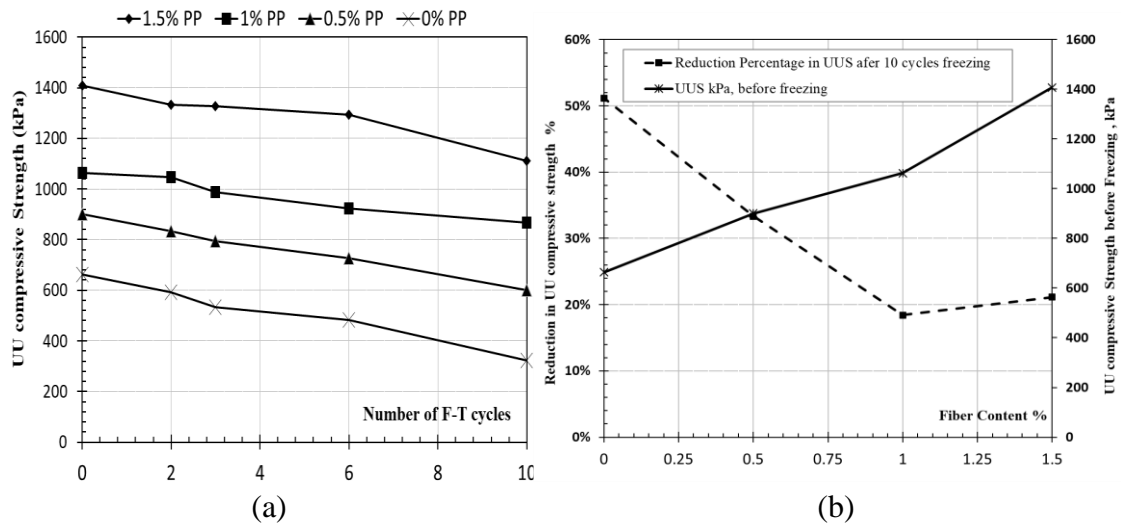 1.5% PP 1% PP 0.5% PP 0% PP
UU compressive Strength (kPa)
1600
1400
1200
1000
800
600
400
200
0
0 2 4 6 8 10
Number of F-T cycles
(a)
Reduction Percentage in UUS afer 10 cycles freezing
UUS kPa, before freezing
Reduction in UU compressive strength %
60%
50%
40%
30%
20%
10%
0%
0 0.25 0.5 0.75 1 1.25 1.5
Fiber Content %
1600
1400
1200
1000
800
600
400
200
0
UU compressive Strength before Freezing , kPa
(b)